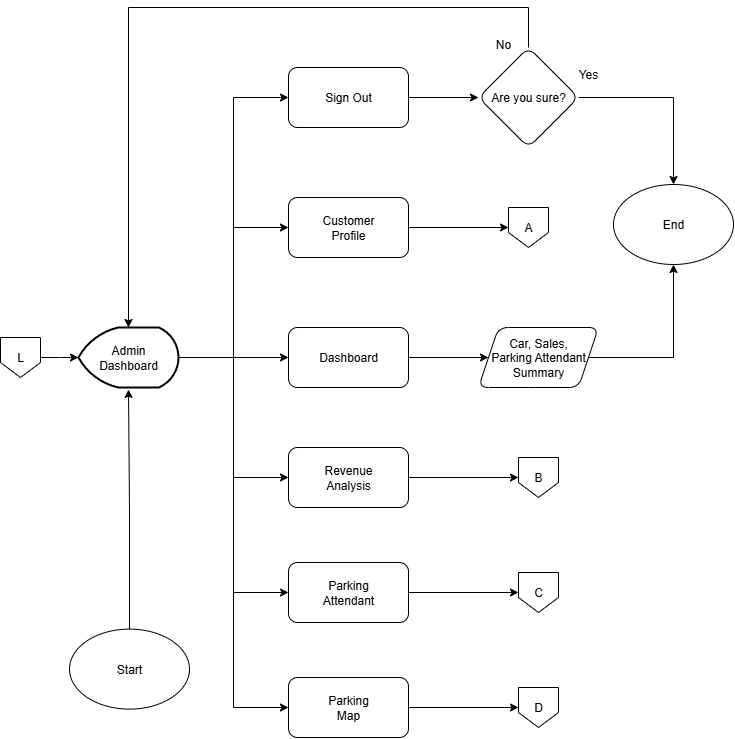 No
Yes
Sign Out
Are you sure?
Customer
Profile
A
End
L
Admin
Dashboard
Dashboard
Car, Sales,
Parking Attendant
Summary
Revenue
Analysis
B
Parking
Attendant
C
Start
Parking
Map
D